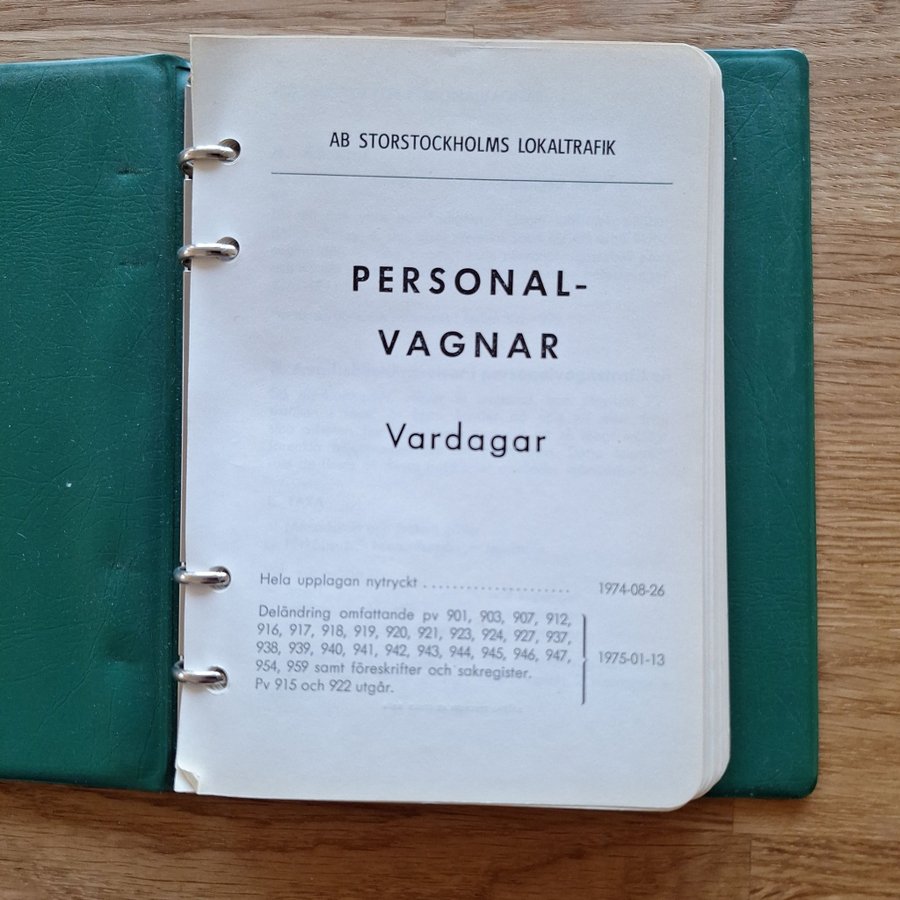 AB STORSTOCKHOLMS LOKALTRAFIK
PERSONAL-
VAGNAR
Vardagar
Hela upplagan nytryckt . . . . . . . . . . . . . . . . . . . . 1974-08-26
Deländring omfattande pv 901, 903, 907, 912,
916, 917, 918, 919, 920, 921, 923, 924, 927, 937,
938, 939, 940, 941, 942, 943, 944, 945, 946, 947, 1975-01-13
954, 959 samt föreskrifter och sakregister.
Pv 915 och 922 utgår.